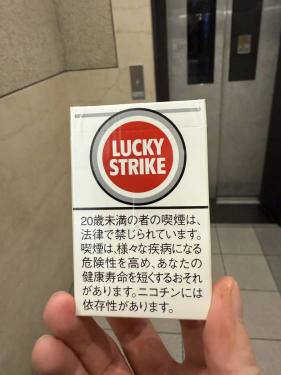 LUCKY
STRIKE
20歳未満の者の喫煙は、
法律で禁じられています。
喫煙は、様々な疾病になる
危険性を高め、あなたの
健康寿命を短くするおそれ
があります。ニコチンには
依存性があります。